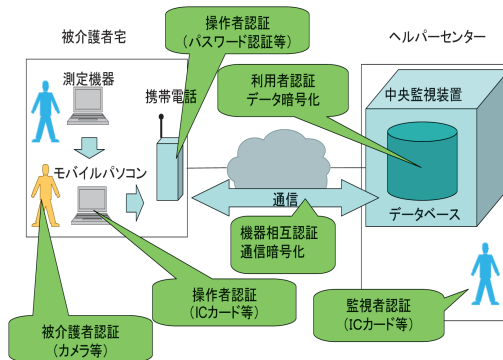 被介護者宅
操作者認証
(パスワード認証等)
ヘルパーセンター
測定機器
携帯電話
利用者認証
データ暗号化
中央監視装置
モバイルパソコン
通信
データベース
機器相互認証
通信暗号化
操作者認証
(ICカード等)
監視者認証
(ICカード等)
被介護者認証
(カメラ等)